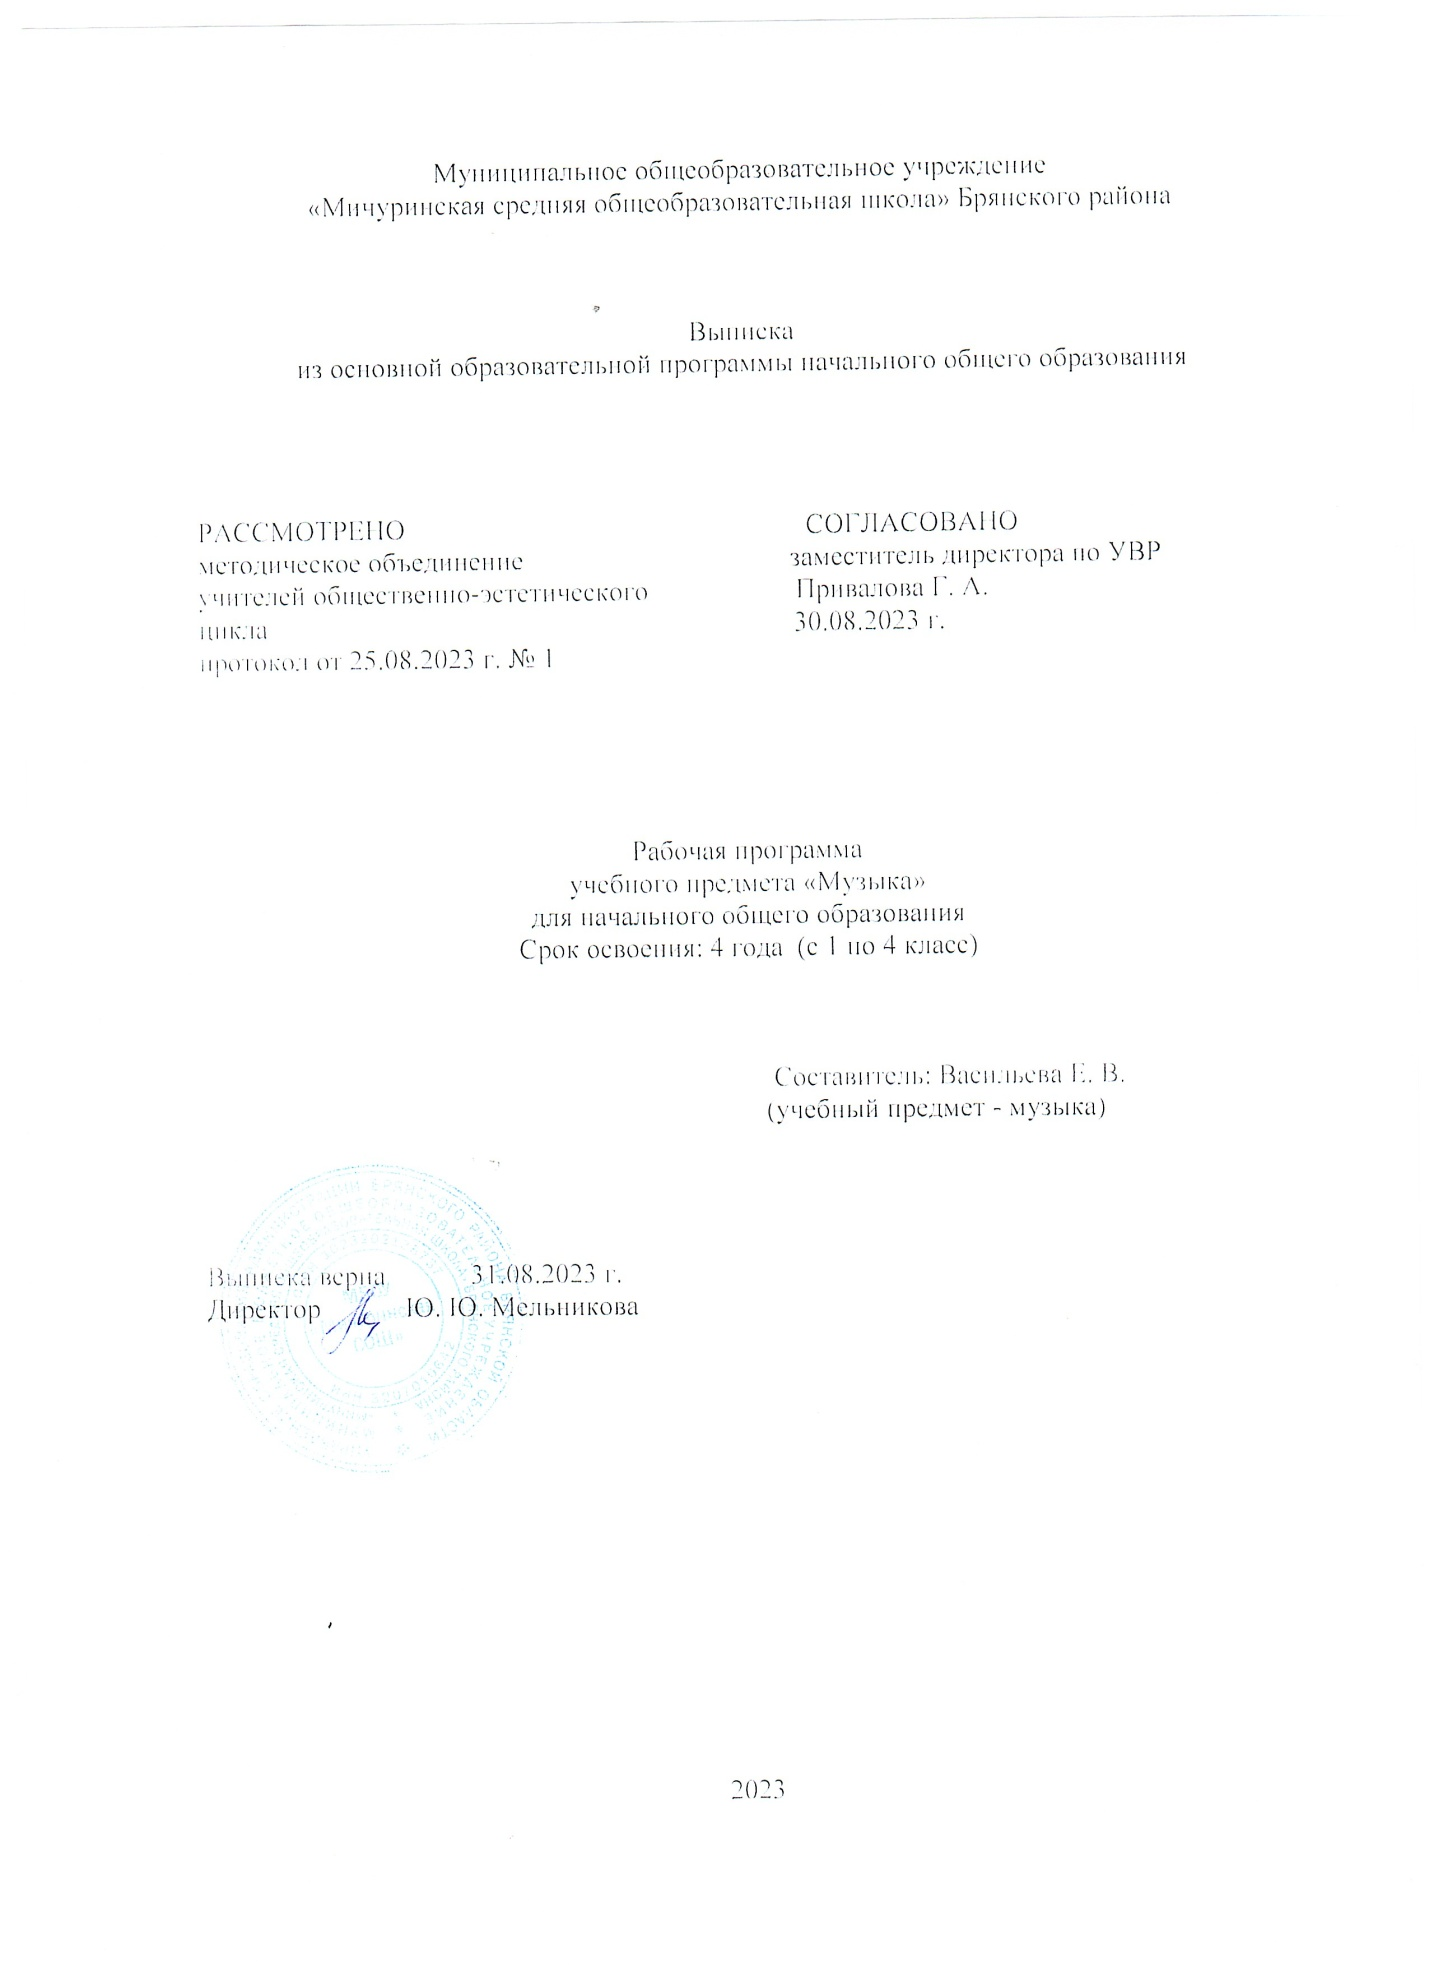 Муниципальное общеобразовательное учреждение
«Мичуринская средняя общеобразовательная школа» Брянского района
Выписка
из основной образовательной программы начального общего образования
РАССМОТРЕНО
методическое объединение
учителей общественно-эстетического
цикла
протокол от 25.08.2023 г. № 1
СОГЛАСОВАНО
заместитель директора по УВР
Привалова Г. А.
30.08.2023 г.
Рабочая программа
учебного предмета «Музыка»
для начального общего образования
Срок освоения: 4 года (с 1 по 4 класс)
Составитель: Васильева Е. В.
(учебный предмет - музыка)
Выписка верна 31.08.2023 г.
Директор Ю. Ю. Мельникова
2023